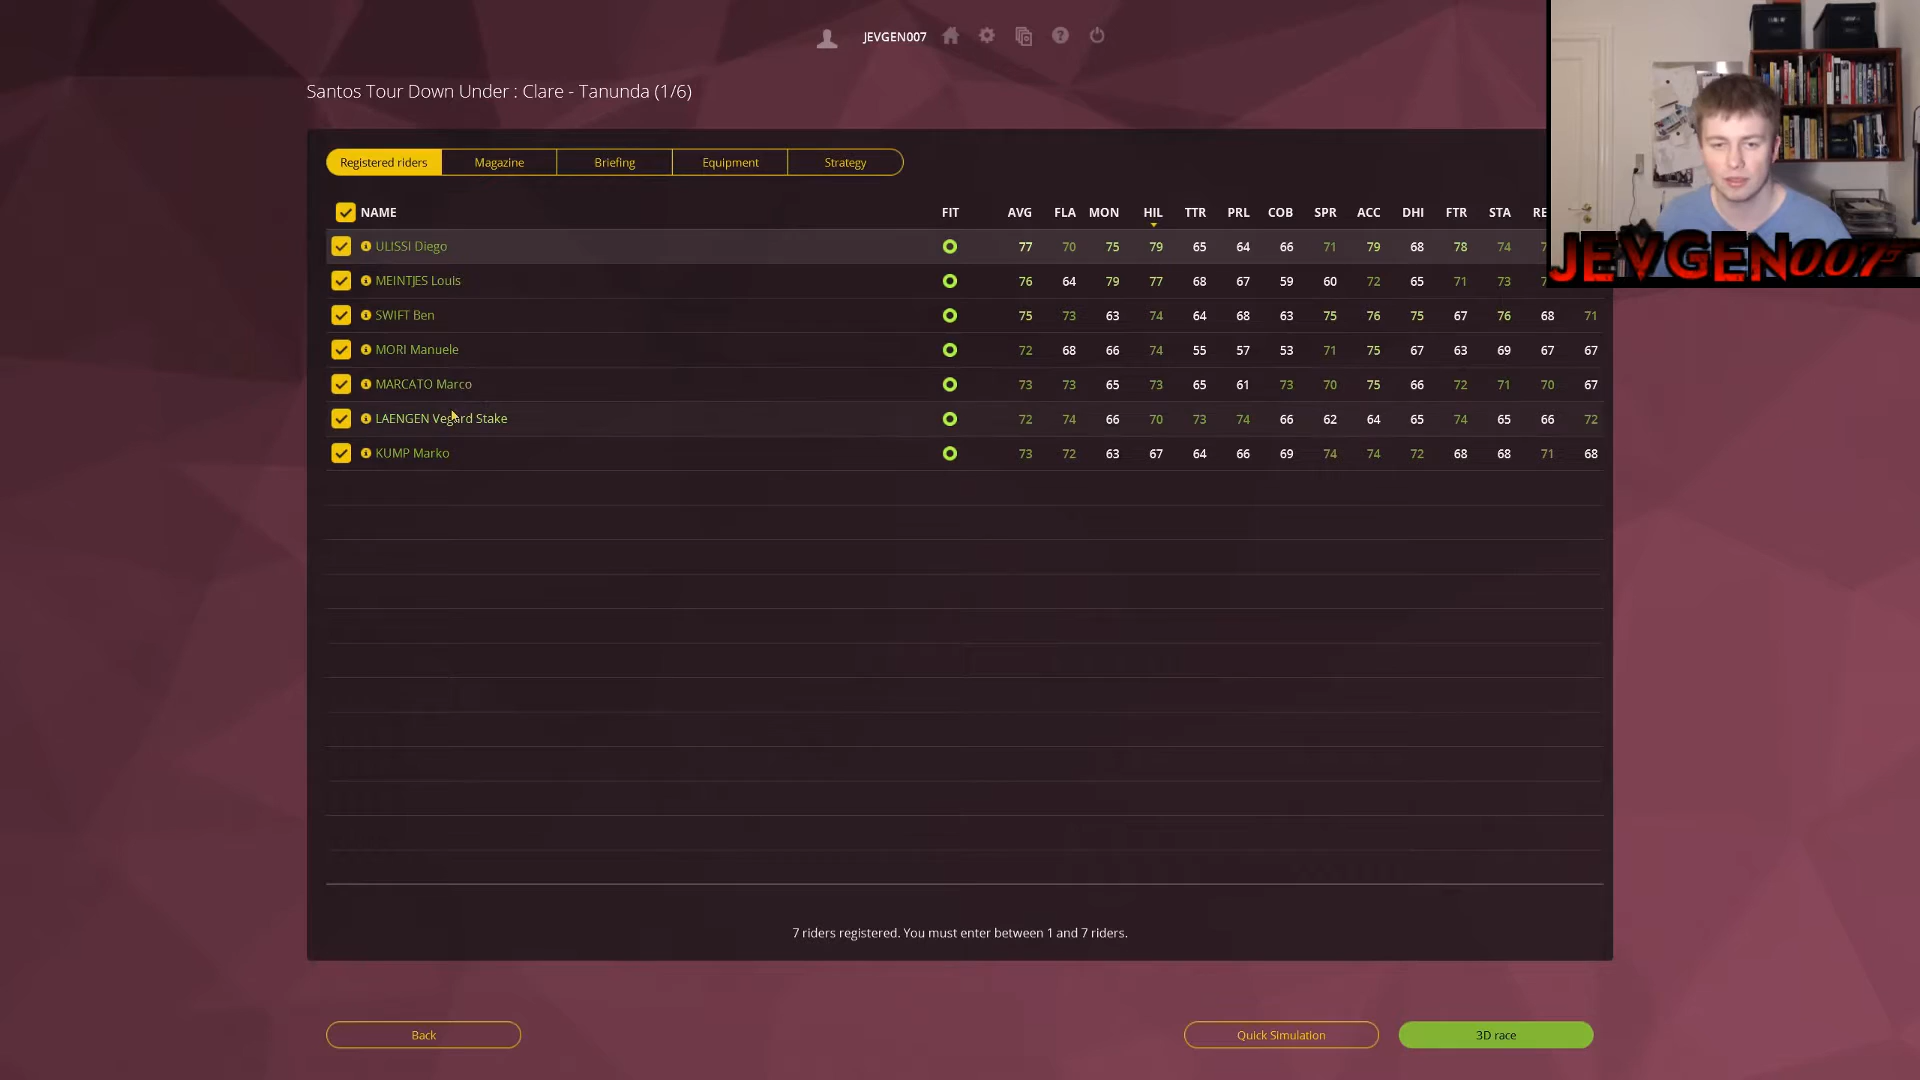 JEVGEN007
Santos Tour Down Under : Clare - Tanunda (1/6)
Registered riders Magazine Briefing Equipment Strategy
NAME FIT AVG FLA MON HIL TTR PRL COB SPR ACC DHI FTR STA
ULISSI Diego 77 70 75 79 65 64 66 71 79 68 78 74
MEINTJES Louis 76 64 79 77 68 67 59 60 72 65 71 73
SWIFT Ben 75 73 63 74 64 68 63 75 76 75 67 76 68 71
MORI Manuele 72 68 66 74 55 57 53 71 75 67 63 69 67 67
MARCATO Marco 73 73 65 73 65 61 73 70 75 66 72 71 70 67
LAENGEN Vegard Stake 72 74 66 70 73 74 66 62 64 65 74 65 66 72
KUMP Marko 73 72 63 67 64 66 69 74 74 72 68 68 71 68
7 riders registered. You must enter between 1 and 7 riders.
Back Quick Simulation 3D race
JEVGEN007